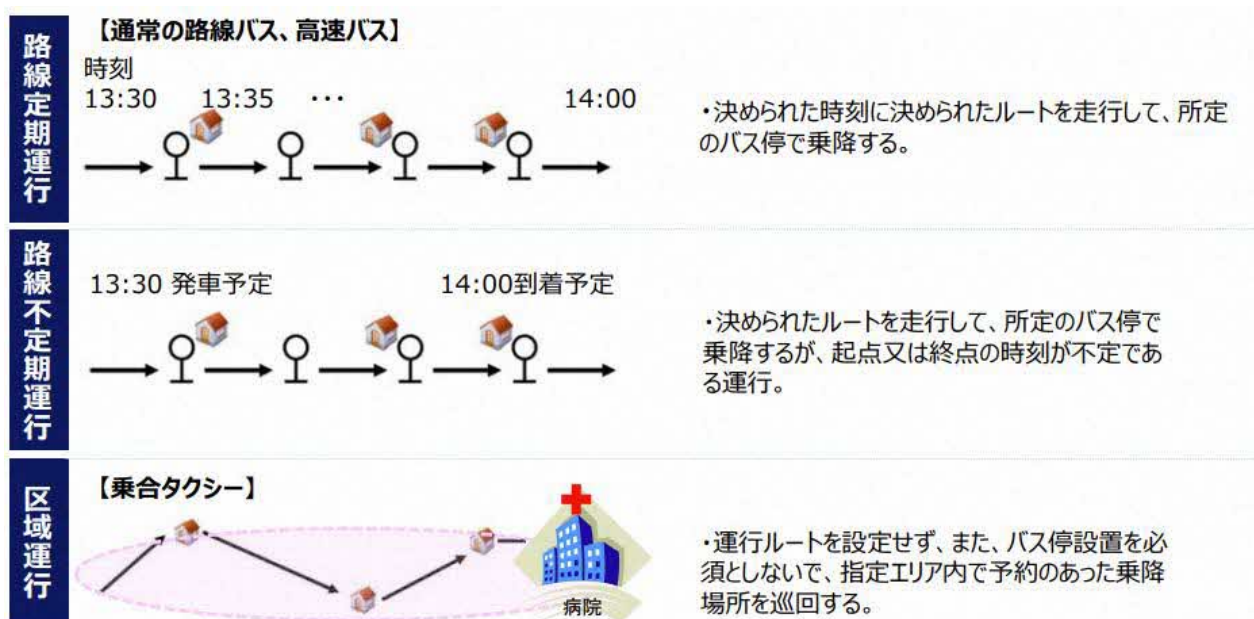 路線定期運行
【通常の路線バス、高速バス】
時刻
13:30 13:35 ・・・ 14:00
・決められた時刻に決められたルートを走行して、所定
のバス停で乗降する。
路線不定期運行
13:30 発車予定 14:00到着予定
・決められたルートを走行して、所定のバス停で
乗降するが、起点又は終点の時刻が不定であ
る運行。
区域運行
【乗合タクシー】
病院
・運行ルートを設定せず、また、バス停設置を必
須としないで、指定エリア内で予約のあった乗降
場所を巡回する。